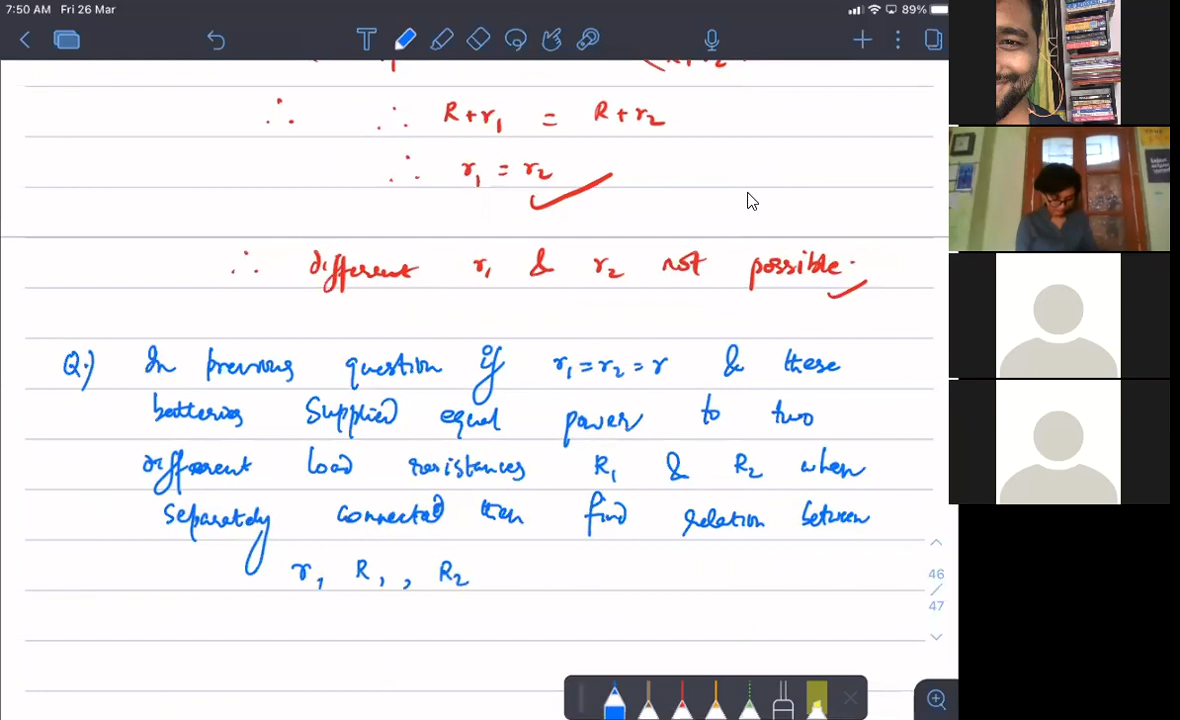 7:50 AM Fri 26 Mar
89%
∴ ∴ R+r1 = R+r2
∴ r1 = r2
∴ different r1 & r2 not possible.
Q.) In previous question if r1=r2=r & these
batteries supplied equal power to two
different load resistances R1 & R2 when
separately connected then find relation between
r, R1, R2
46
/
47